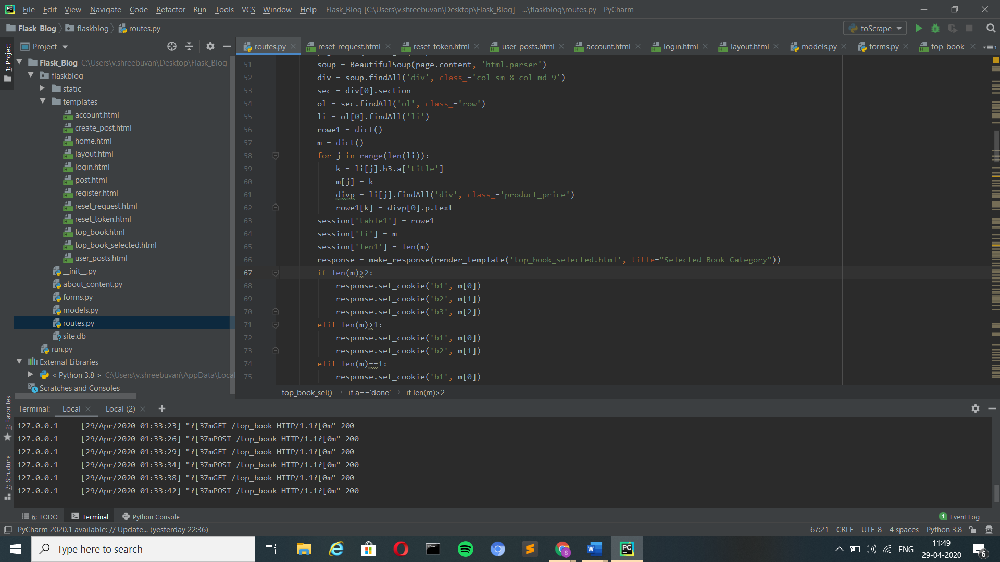 File Edit View Navigate Code Refactor Run Tools VCS Window Help Flask_Blog [C:\Users\v.shreebuvan\Desktop\Flask_Blog] - ...\flaskblog\routes.py - PyCharm
Flask_Blog flaskblog routes.py toScrape
1: Project
Project
routes.py reset_request.html reset_token.html user_posts.html account.html login.html layout.html models.py forms.py top_book_ 1
Flask_Blog C:\Users\v.shreebuvan\Desktop\Flask_Blog
flaskblog
static
templates
account.html
create_post.html
home.html
layout.html
login.html
post.html
register.html
reset_request.html
reset_token.html
top_book.html
top_book_selected.html
user_posts.html
__init__.py
about_content.py
forms.py
models.py
routes.py
site.db
run.py
External Libraries
< Python 3.8 > C:\Users\v.shreebuvan\AppData\Local
Scratches and Consoles
51 soup = BeautifulSoup(page.content, 'html.parser')
52 div = soup.findAll('div', class_='col-sm-8 col-md-9')
53 sec = div[0].section
54 ol = sec.findAll('ol', class_='row')
55 li = ol[0].findAll('li')
56 rowe1 = dict()
57 m = dict()
58 for j in range(len(li)):
59 k = li[j].h3.a['title']
60 m[j] = k
61 divp = li[j].findAll('div', class_='product_price')
62 rowe1[k] = divp[0].p.text
63 session['table1'] = rowe1
64 session['li'] = m
65 session['len1'] = len(m)
66 response = make_response(render_template('top_book_selected.html', title="Selected Book Category"))
67 if len(m)>2:
68 response.set_cookie('b1', m[0])
69 response.set_cookie('b2', m[1])
70 response.set_cookie('b3', m[2])
71 elif len(m)>1:
72 response.set_cookie('b1', m[0])
73 response.set_cookie('b2', m[1])
74 elif len(m)==1:
75 response.set_cookie('b1', m[0])
top_book_sel() if a=='done' if len(m)>2
2: Favorites
7: Structure
Terminal: Local Local (2) +
127.0.0.1 - - [29/Apr/2020 01:33:23] "?[37mGET /top_book HTTP/1.1?[0m" 200 -
127.0.0.1 - - [29/Apr/2020 01:33:26] "?[37mPOST /top_book HTTP/1.1?[0m" 200 -
127.0.0.1 - - [29/Apr/2020 01:33:29] "?[37mGET /top_book HTTP/1.1?[0m" 200 -
127.0.0.1 - - [29/Apr/2020 01:33:34] "?[37mPOST /top_book HTTP/1.1?[0m" 200 -
127.0.0.1 - - [29/Apr/2020 01:33:38] "?[37mGET /top_book HTTP/1.1?[0m" 200 -
127.0.0.1 - - [29/Apr/2020 01:33:42] "?[37mPOST /top_book HTTP/1.1?[0m" 200 -
6: TODO Terminal Python Console 1 Event Log
PyCharm 2020.1 available: // Update... (yesterday 22:36) 67:21 CRLF UTF-8 4 spaces Python 3.8
Type here to search ENG 11:49
29-04-2020 6